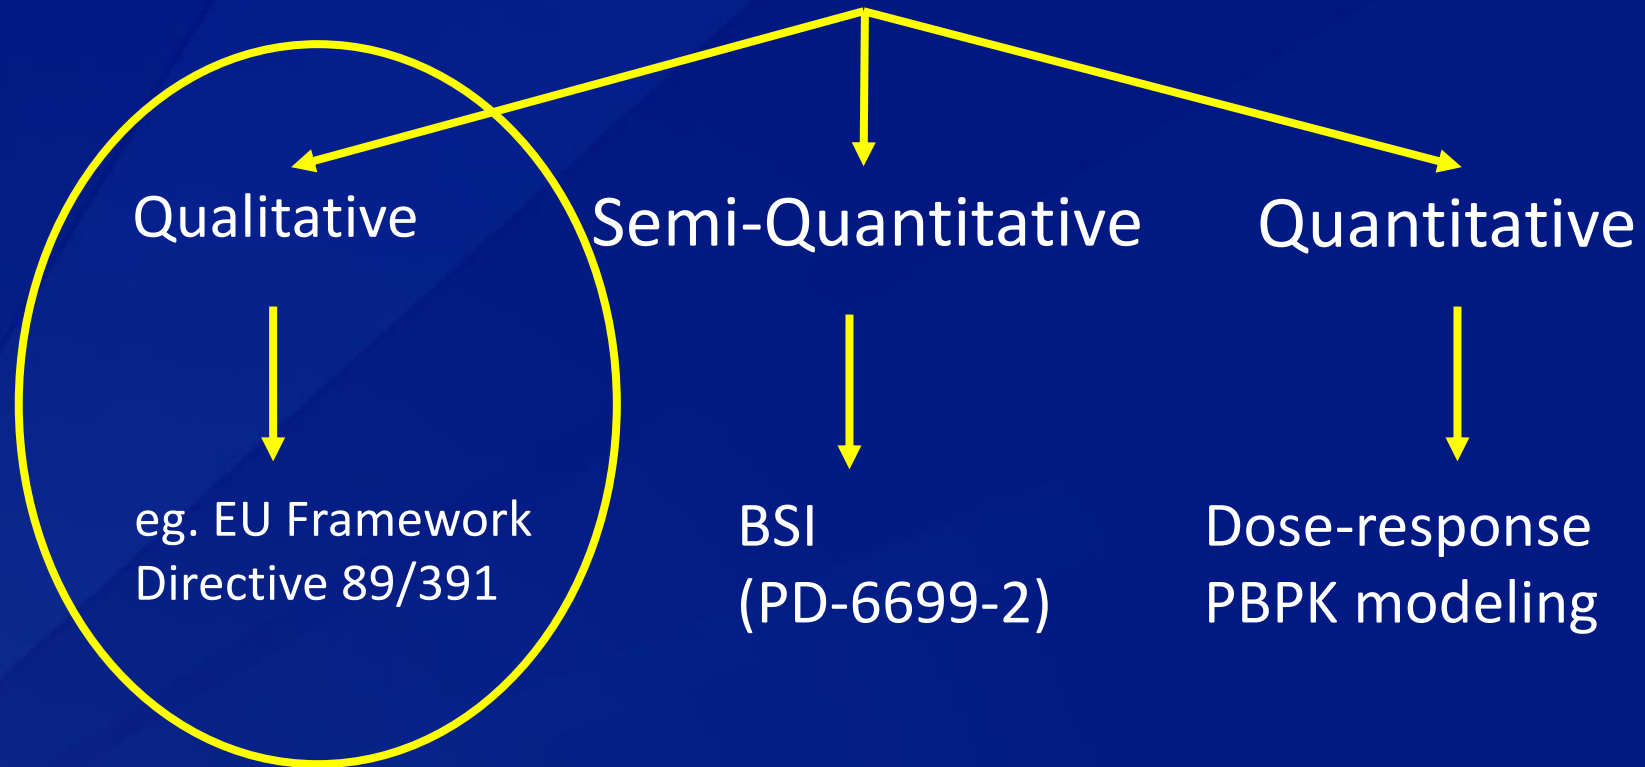 Qualitative
Semi-Quantitative
Quantitative
eg. EU Framework
Directive 89/391
BSI
(PD-6699-2)
Dose-response
PBPK modeling